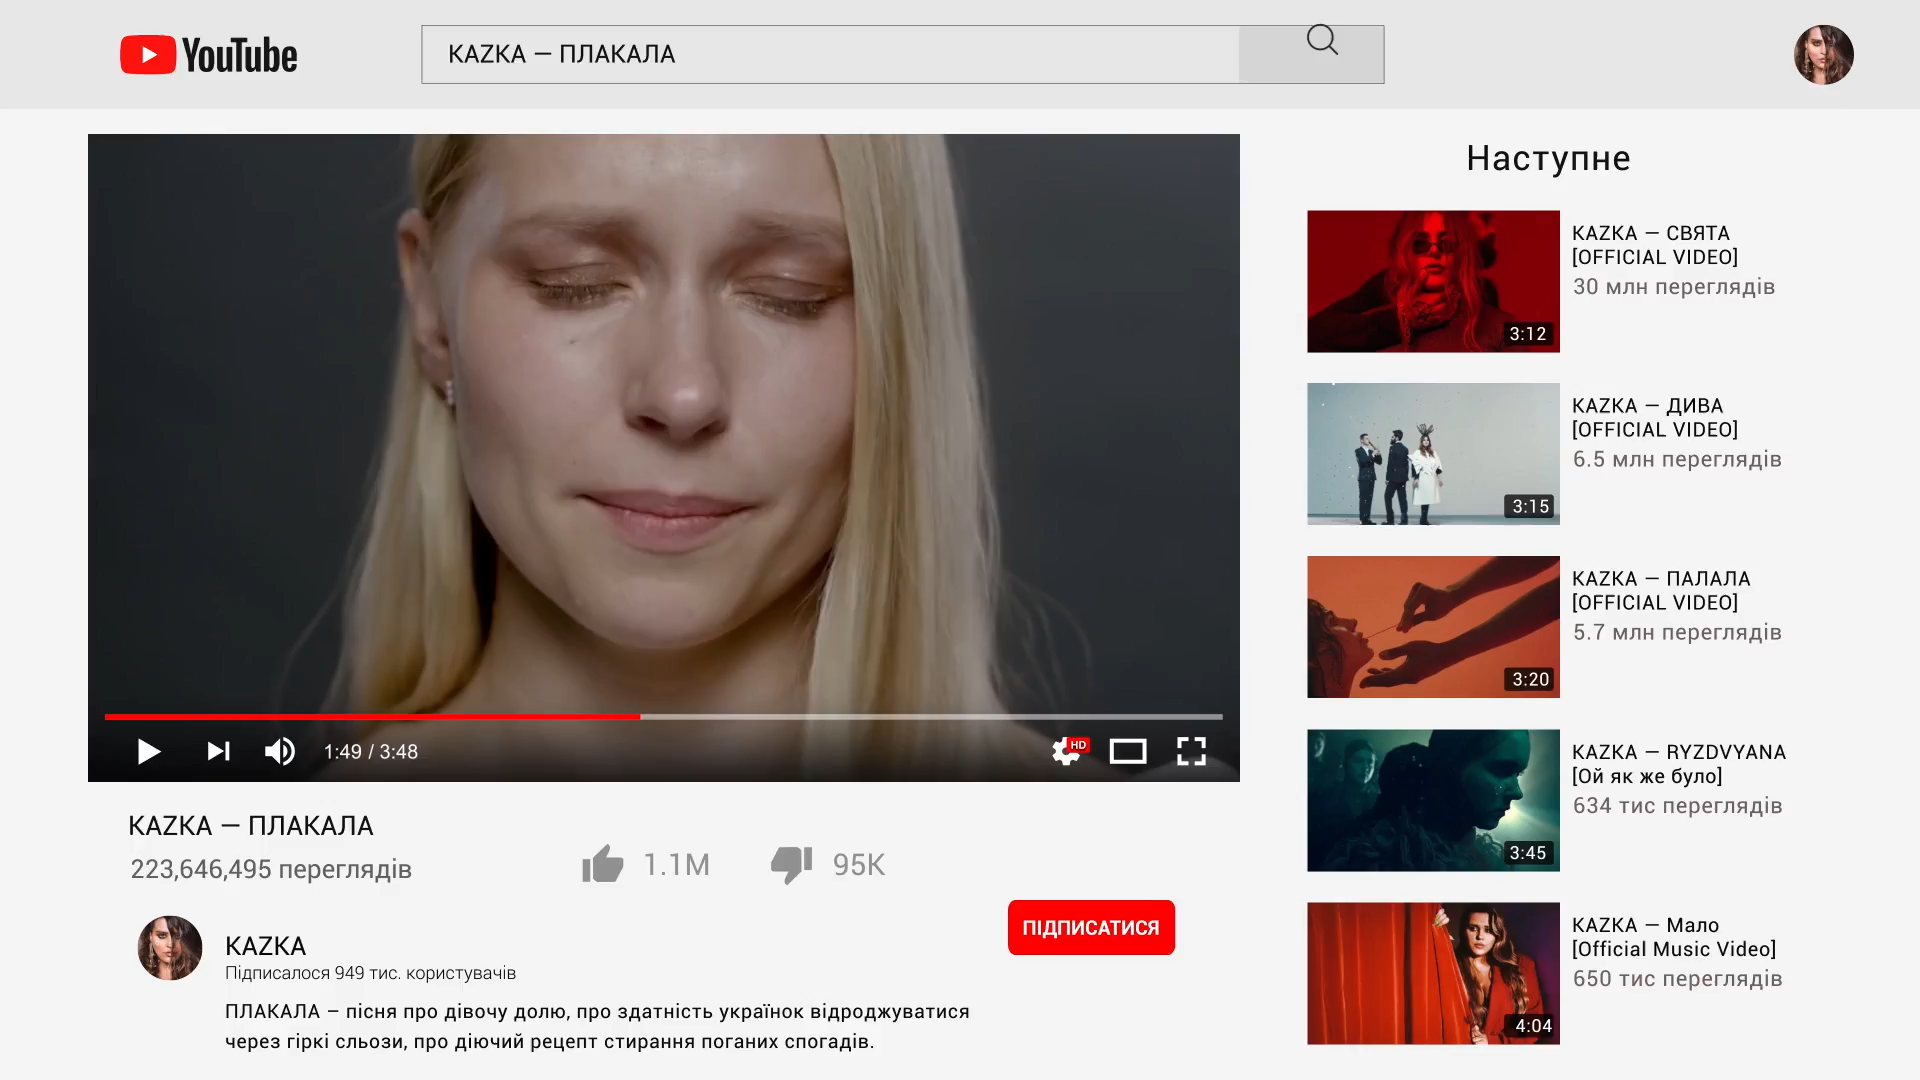 YouTube
KAZKA — ПЛАКАЛА
Наступне
KAZKA — СВЯТА
[OFFICIAL VIDEO]
30 млн переглядів
3:12
KAZKA — ДИВА
[OFFICIAL VIDEO]
6.5 млн переглядів
3:15
KAZKA — ПАЛАЛА
[OFFICIAL VIDEO]
5.7 млн переглядів
3:20
KAZKA — RYZDVYANA
[Ой як же було]
634 тис переглядів
3:45
KAZKA — Мало
[Official Music Video]
650 тис переглядів
4:04
1:49 / 3:48
HD
KAZKA — ПЛАКАЛА
223,646,495 переглядів
1.1M
95K
KAZKA
Підписалося 949 тис. користувачів
ПІДПИСАТИСЯ
ПЛАКАЛА – пісня про дівочу долю, про здатність українок відроджуватися
через гіркі сльози, про діючий рецепт стирання поганих спогадів.